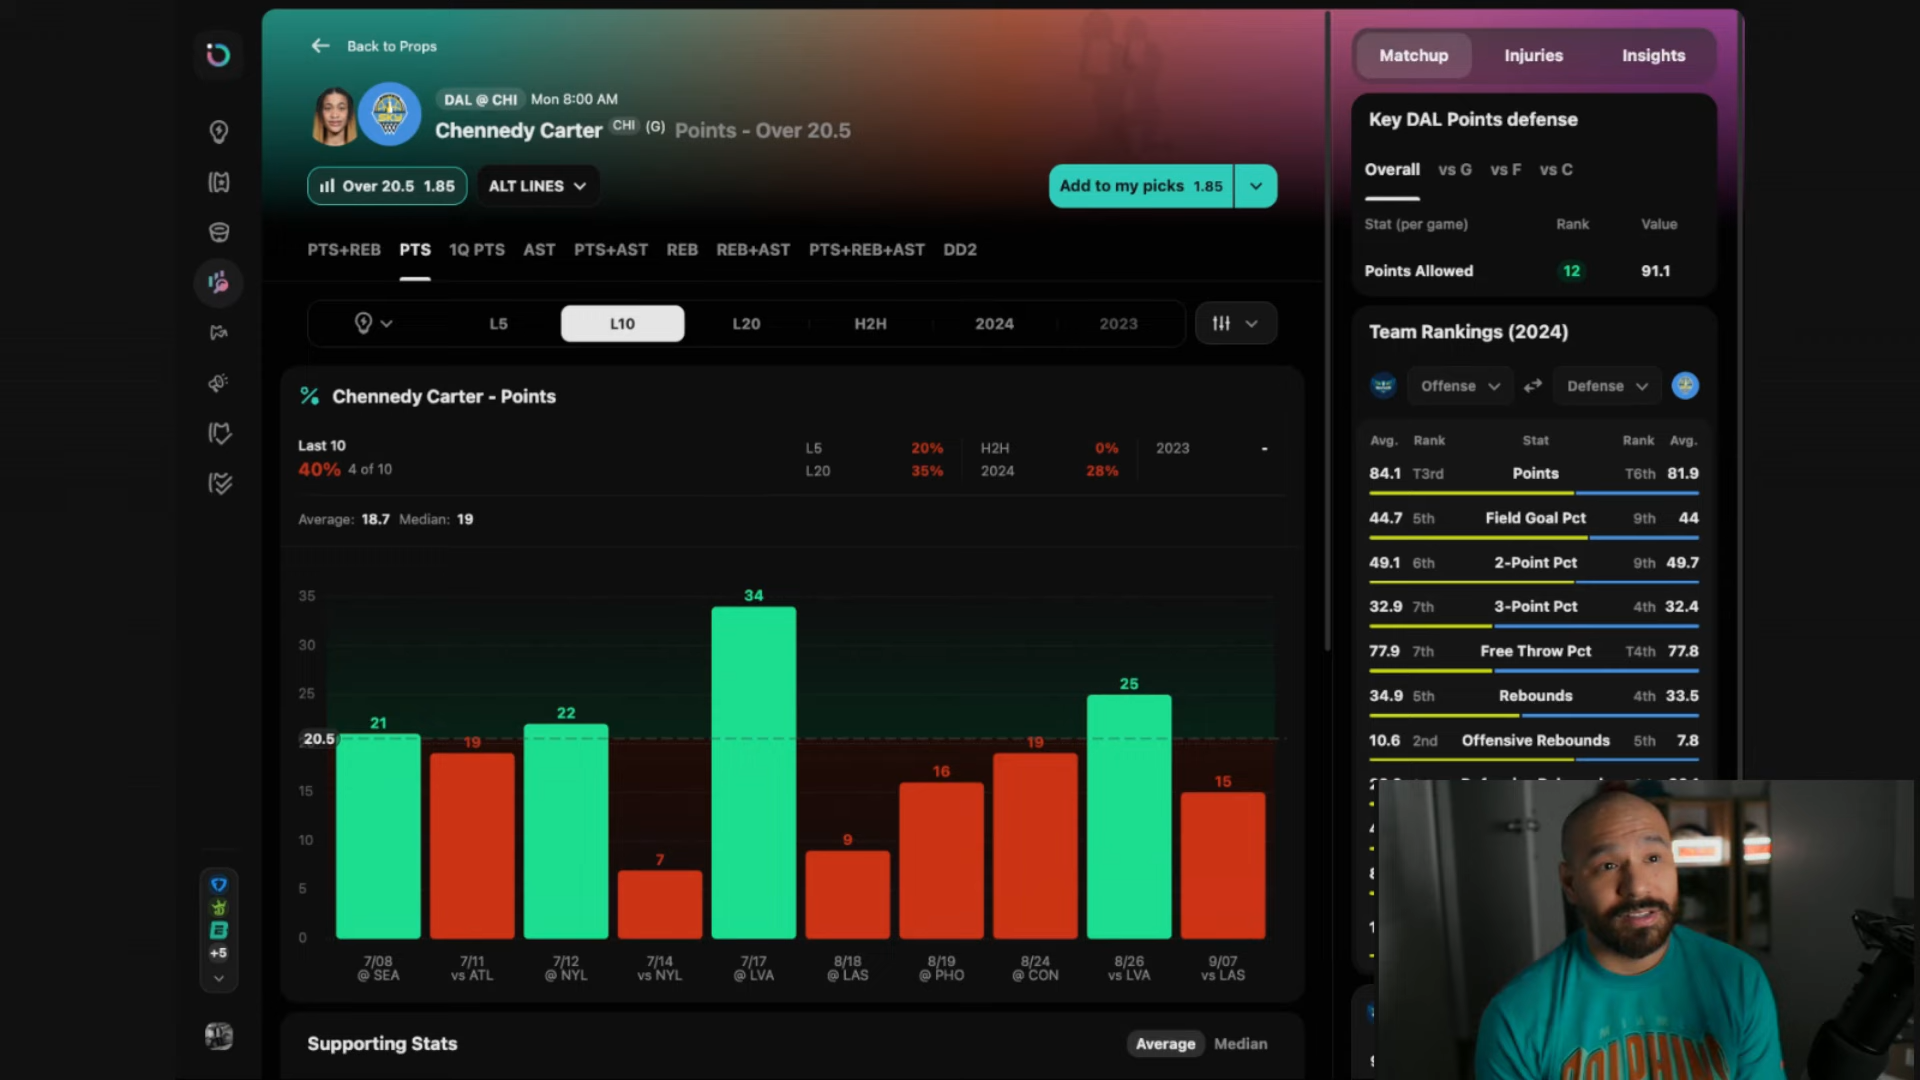 Back to Props
DAL @ CHI Mon 8:00 AM
SKY
Chennedy Carter CHI (G) Points - Over 20.5
Over 20.5 1.85
ALT LINES
Add to my picks 1.85
PTS+REB PTS 1Q PTS AST PTS+AST REB REB+AST PTS+REB+AST DD2
L5 L10 L20 H2H 2024 2023
% Chennedy Carter - Points
Last 10
40% 4 of 10
L5 20% H2H 0% 2023 -
L20 35% 2024 28%
Average: 18.7 Median: 19
35
30
25
20.5
15
10
5
0
21 19 22 7 34 9 16 19 25 15
7/08 7/11 7/12 7/14 7/17 8/18 8/19 8/24 8/26 9/07
@ SEA vs ATL @ NYL vs NYL @ LVA @ LAS @ PHO @ CON vs LVA vs LAS
Supporting Stats
Average Median
+5
Matchup Injuries Insights
Key DAL Points defense
Overall vs G vs F vs C
Stat (per game) Rank Value
Points Allowed 12 91.1
Team Rankings (2024)
Offense Defense
Avg. Rank Stat Rank Avg.
84.1 T3rd Points T6th 81.9
44.7 5th Field Goal Pct 9th 44
49.1 6th 2-Point Pct 9th 49.7
32.9 7th 3-Point Pct 4th 32.4
77.9 7th Free Throw Pct T4th 77.8
34.9 5th Rebounds 4th 33.5
10.6 2nd Offensive Rebounds 5th 7.8
MIAMI
DOLPHINS